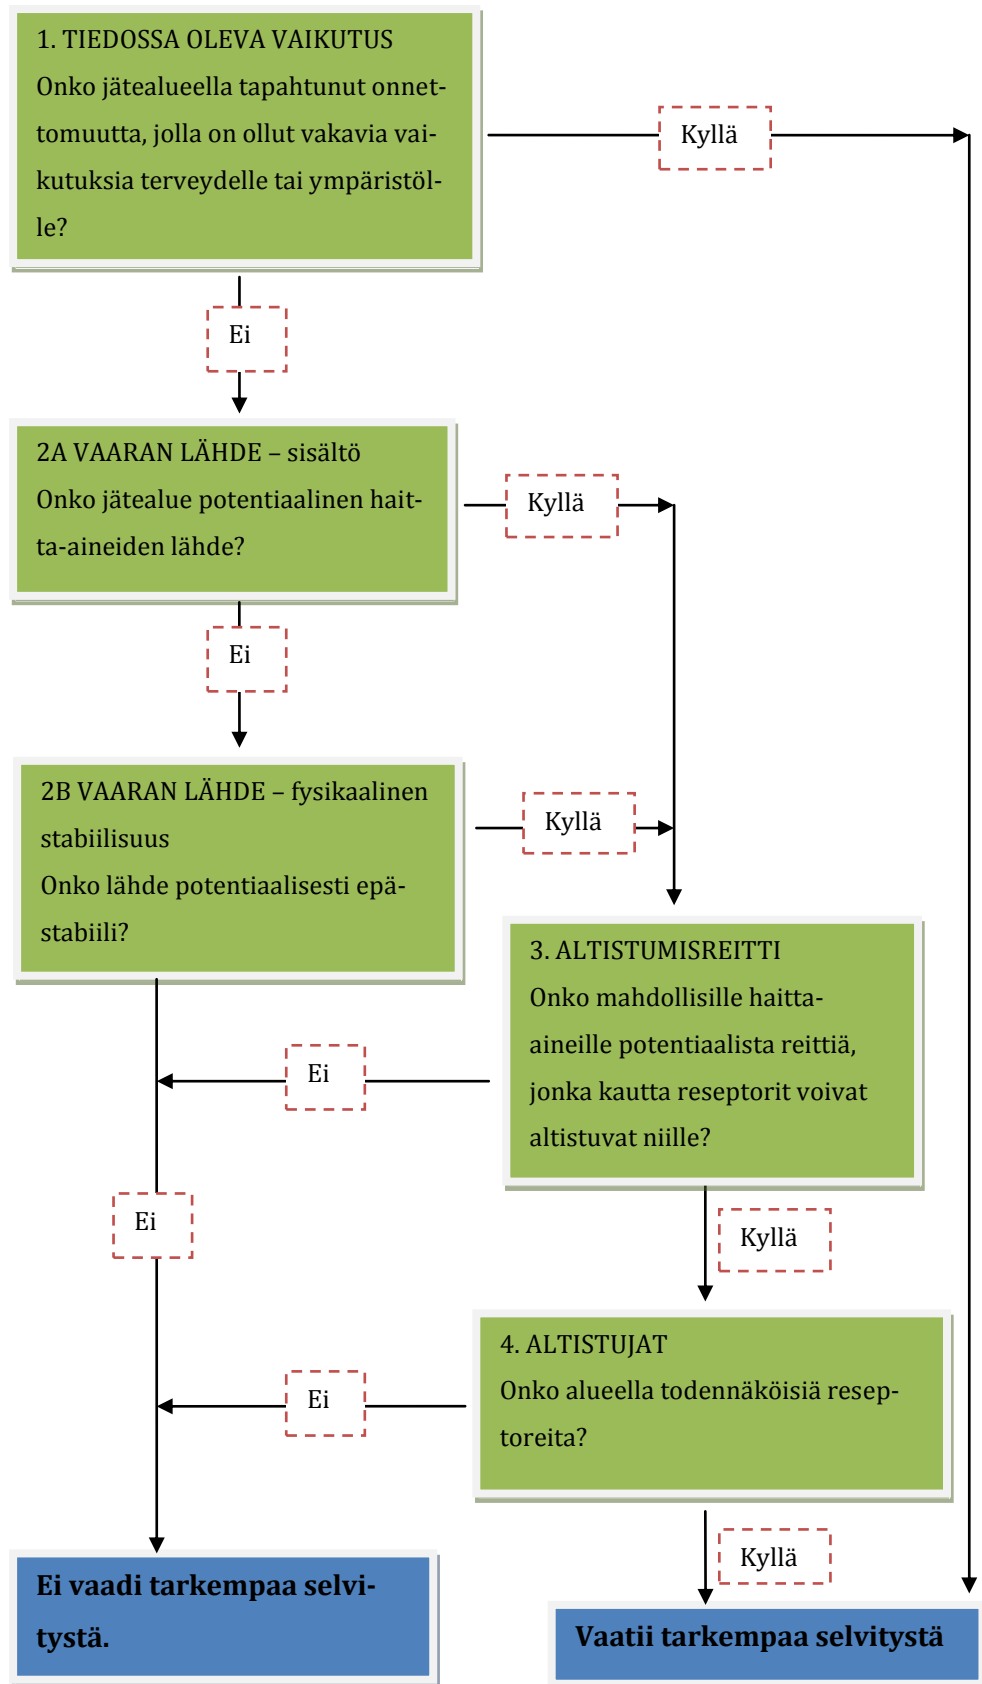 1. TIEDOSSA OLEVA VAIKUTUS
Onko jätealueella tapahtunut onnet-
tomuutta, jolla on ollut vakavia vai-
kutuksia terveydelle tai ympäristöl-
le?
Kyllä
Ei
2A VAARAN LÄHDE – sisältö
Onko jätealue potentiaalinen hait-
ta-aineiden lähde?
Kyllä
Ei
2B VAARAN LÄHDE – fysikaalinen
stabiilisuus
Onko lähde potentiaalisesti epä-
stabiili?
Kyllä
3. ALTISTUMISREITTI
Onko mahdollisille haitta-
aineille potentiaalista reittiä,
jonka kautta reseptorit voivat
altistuvat niille?
Ei
Ei
Kyllä
4. ALTISTUJAT
Onko alueella todennäköisiä resep-
toreita?
Ei
Kyllä
Ei vaadi tarkempaa selvi-
tystä.
Vaatii tarkempaa selvitystä